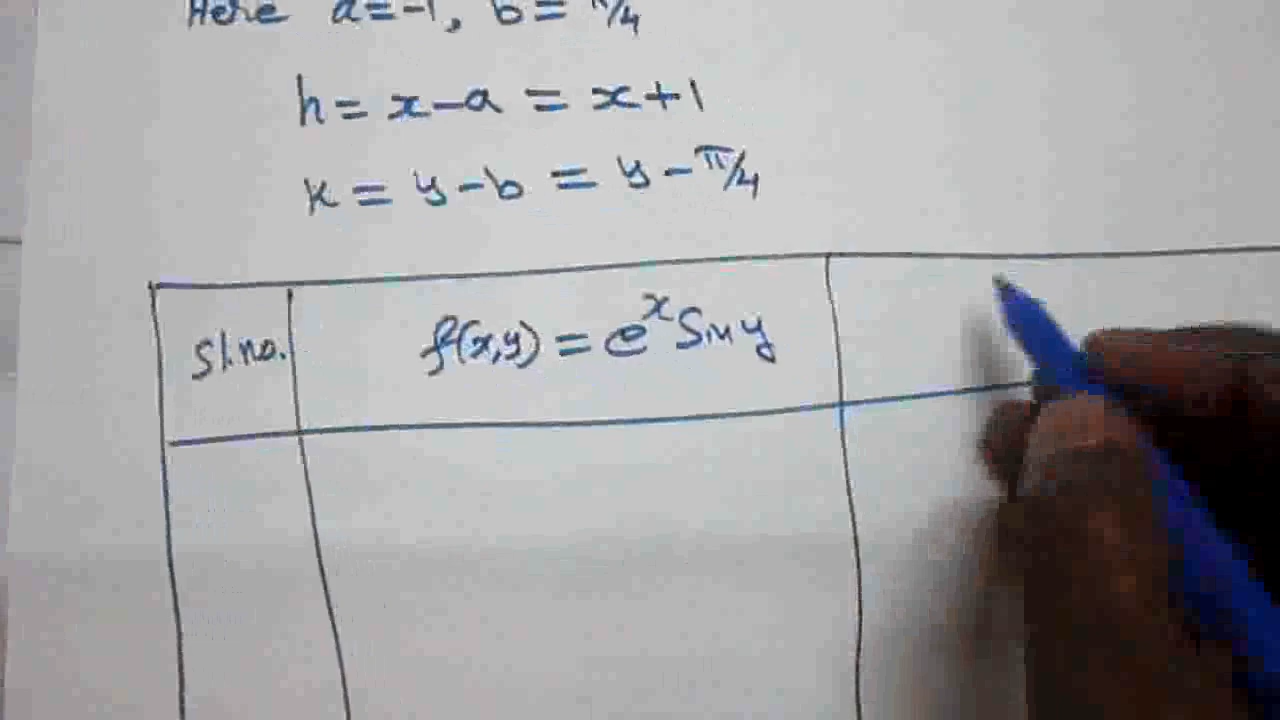 Here a=-1, b=π/4
h = x-a = x+1
k = y-b = y-π/4
Sl.no. f(x,y) = e^x Sin y